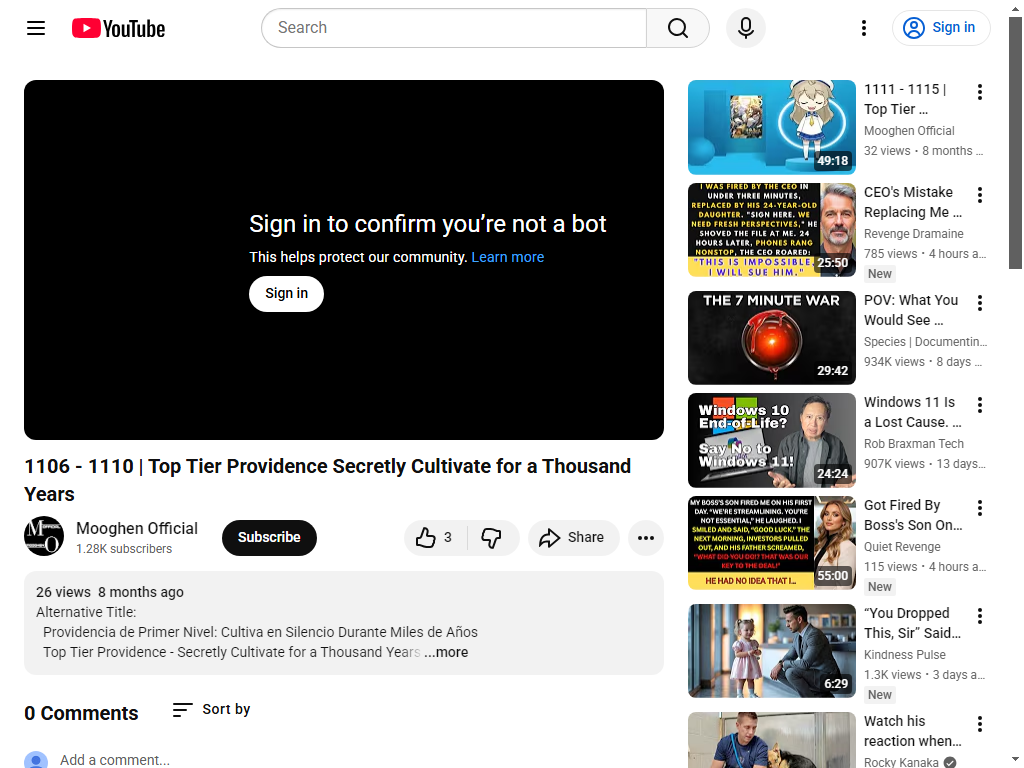 YouTube
Search
Sign in
Sign in to confirm you’re not a bot
This helps protect our community. Learn more
Sign in
1106 - 1110 | Top Tier Providence Secretly Cultivate for a Thousand
Years
Mooghen Official
1.28K subscribers
Subscribe
3
Share
26 views 8 months ago
Alternative Title:
Providencia de Primer Nivel: Cultiva en Silencio Durante Miles de Años
Top Tier Providence - Secretly Cultivate for a Thousand Years ...more
0 Comments
Sort by
Add a comment...
49:18
1111 - 1115 |
Top Tier ...
Mooghen Official
32 views • 8 months ...
I WAS FIRED BY THE CEO IN
UNDER THREE MINUTES,
REPLACED BY HIS 24-YEAR-OLD
DAUGHTER. "SIGN HERE. WE
NEED FRESH PERSPECTIVES," HE
SHOVED THE FILE AT ME. 24
HOURS LATER, PHONES RANG
NONSTOP, THE CEO ROARED:
"THIS IS IMPOSSIBLE.
I WILL SUE HIM."
25:50
CEO's Mistake
Replacing Me ...
Revenge Dramaine
785 views • 4 hours a...
New
THE 7 MINUTE WAR
29:42
POV: What You
Would See ...
Species | Documentin...
934K views • 8 days ...
Windows 10
End-of-Life?
Say No to
Windows 11!
24:24
Windows 11 Is
a Lost Cause. ...
Rob Braxman Tech
907K views • 13 days...
MY BOSS'S SON FIRED ME ON HIS FIRST
DAY. "WE'RE STREAMLINING. YOU'RE
NOT ESSENTIAL," HE LAUGHED. I
SMILED AND SAID, "GOOD LUCK." THE
NEXT MORNING, INVESTORS PULLED
OUT, AND HIS FATHER SCREAMED,
"WHAT DID YOU DO!? THAT WAS OUR
KEY TO THE DEAL!"
HE HAD NO IDEA THAT I...
55:00
Got Fired By
Boss's Son On...
Quiet Revenge
115 views • 4 hours a...
New
6:29
“You Dropped
This, Sir” Said...
Kindness Pulse
1.3K views • 3 days a...
New
Watch his
reaction when...
Rocky Kanaka